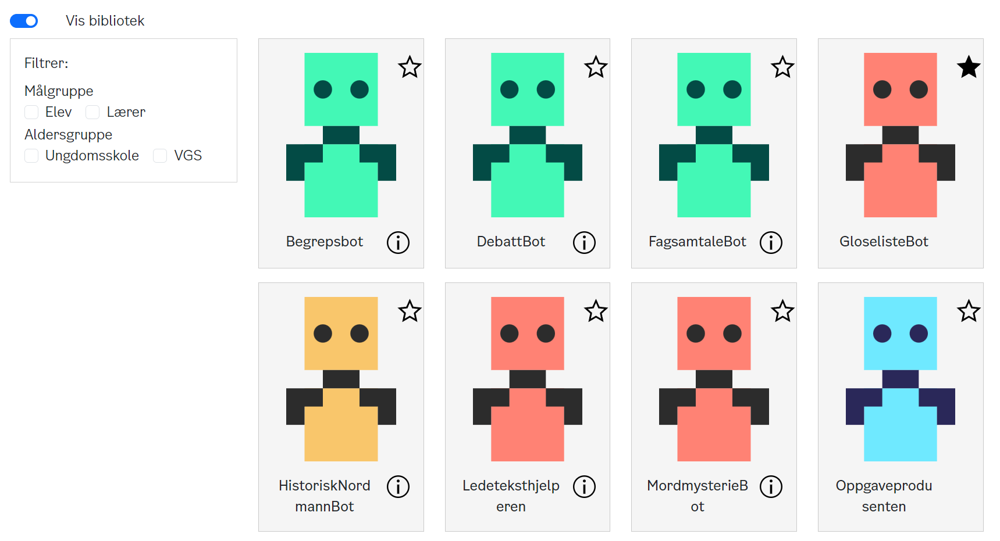 Vis bibliotek
Filtrer:
Målgruppe
Elev Lærer
Aldersgruppe
Ungdomsskole VGS
Begrepsbot
DebattBot
FagsamtaleBot
GloselisteBot
HistoriskNord
mannBot
Ledeteksthjelp
eren
MordmysterieB
ot
Oppgaveprodu
senten